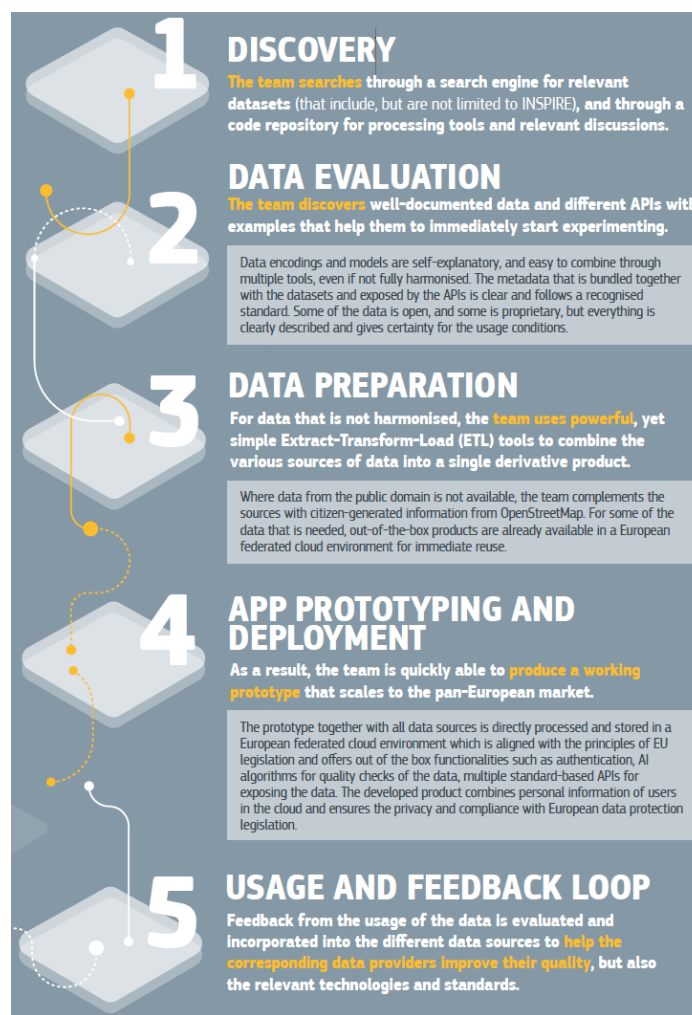 1
DISCOVERY
The team searches through a search engine for relevant
datasets (that include, but are not limited to INSPIRE), and through a
code repository for processing tools and relevant discussions.
2
DATA EVALUATION
The team discovers well-documented data and different APIs with
examples that help them to immediately start experimenting.
Data encodings and models are self-explanatory, and easy to combine through
multiple tools, even if not fully harmonised. The metadata that is bundled together
with the datasets and exposed by the APIs is clear and follows a recognised
standard. Some of the data is open, and some is proprietary, but everything is
clearly described and gives certainty for the usage conditions.
3
DATA PREPARATION
For data that is not harmonised, the team uses powerful, yet
simple Extract-Transform-Load (ETL) tools to combine the
various sources of data into a single derivative product.
Where data from the public domain is not available, the team complements the
sources with citizen-generated information from OpenStreetMap. For some of the
data that is needed, out-of-the-box products are already available in a European
federated cloud environment for immediate reuse.
4
APP PROTOTYPING AND
DEPLOYMENT
As a result, the team is quickly able to produce a working
prototype that scales to the pan-European market.
The prototype together with all data sources is directly processed and stored in a
European federated cloud environment which is aligned with the principles of EU
legislation and offers out of the box functionalities such as authentication, AI
algorithms for quality checks of the data, multiple standard-based APIs for
exposing the data. The developed product combines personal information of users
in the cloud and ensures the privacy and compliance with European data protection
legislation.
5
USAGE AND FEEDBACK LOOP
Feedback from the usage of the data is evaluated and
incorporated into the different data sources to help the
corresponding data providers improve their quality, but also
the relevant technologies and standards.